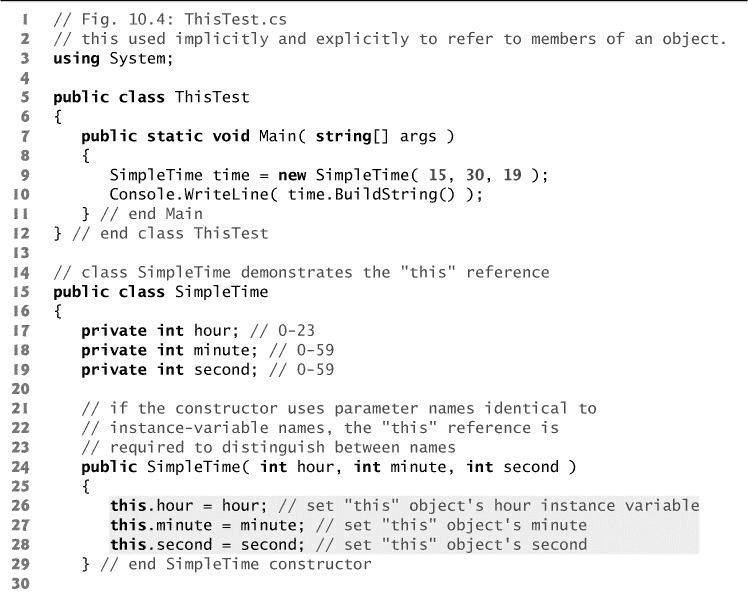 1 // Fig. 10.4: ThisTest.cs
2 // this used implicitly and explicitly to refer to members of an object.
3 using System;
4
5 public class ThisTest
6 {
7 public static void Main( string[] args )
8 {
9 SimpleTime time = new SimpleTime( 15, 30, 19 );
10 Console.WriteLine( time.BuildString() );
11 } // end Main
12 } // end class ThisTest
13
14 // class SimpleTime demonstrates the "this" reference
15 public class SimpleTime
16 {
17 private int hour; // 0-23
18 private int minute; // 0-59
19 private int second; // 0-59
20
21 // if the constructor uses parameter names identical to
22 // instance-variable names, the "this" reference is
23 // required to distinguish between names
24 public SimpleTime( int hour, int minute, int second )
25 {
26 this.hour = hour; // set "this" object's hour instance variable
27 this.minute = minute; // set "this" object's minute
28 this.second = second; // set "this" object's second
29 } // end SimpleTime constructor
30